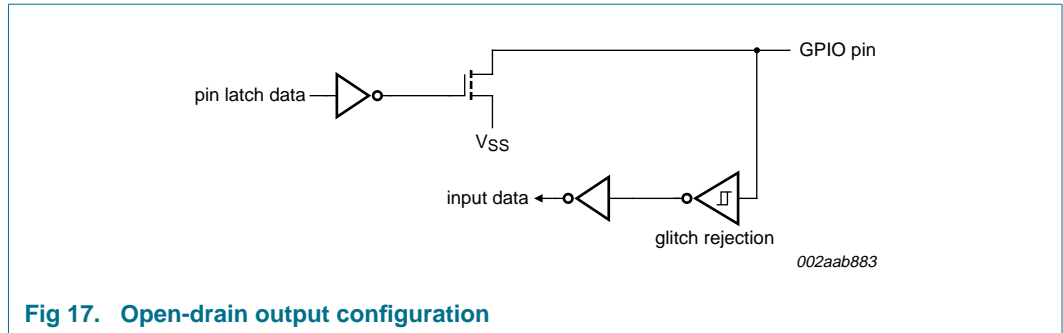 GPIO pin
pin latch data
VSS
input data
glitch rejection
002aab883
Fig 17. Open-drain output configuration